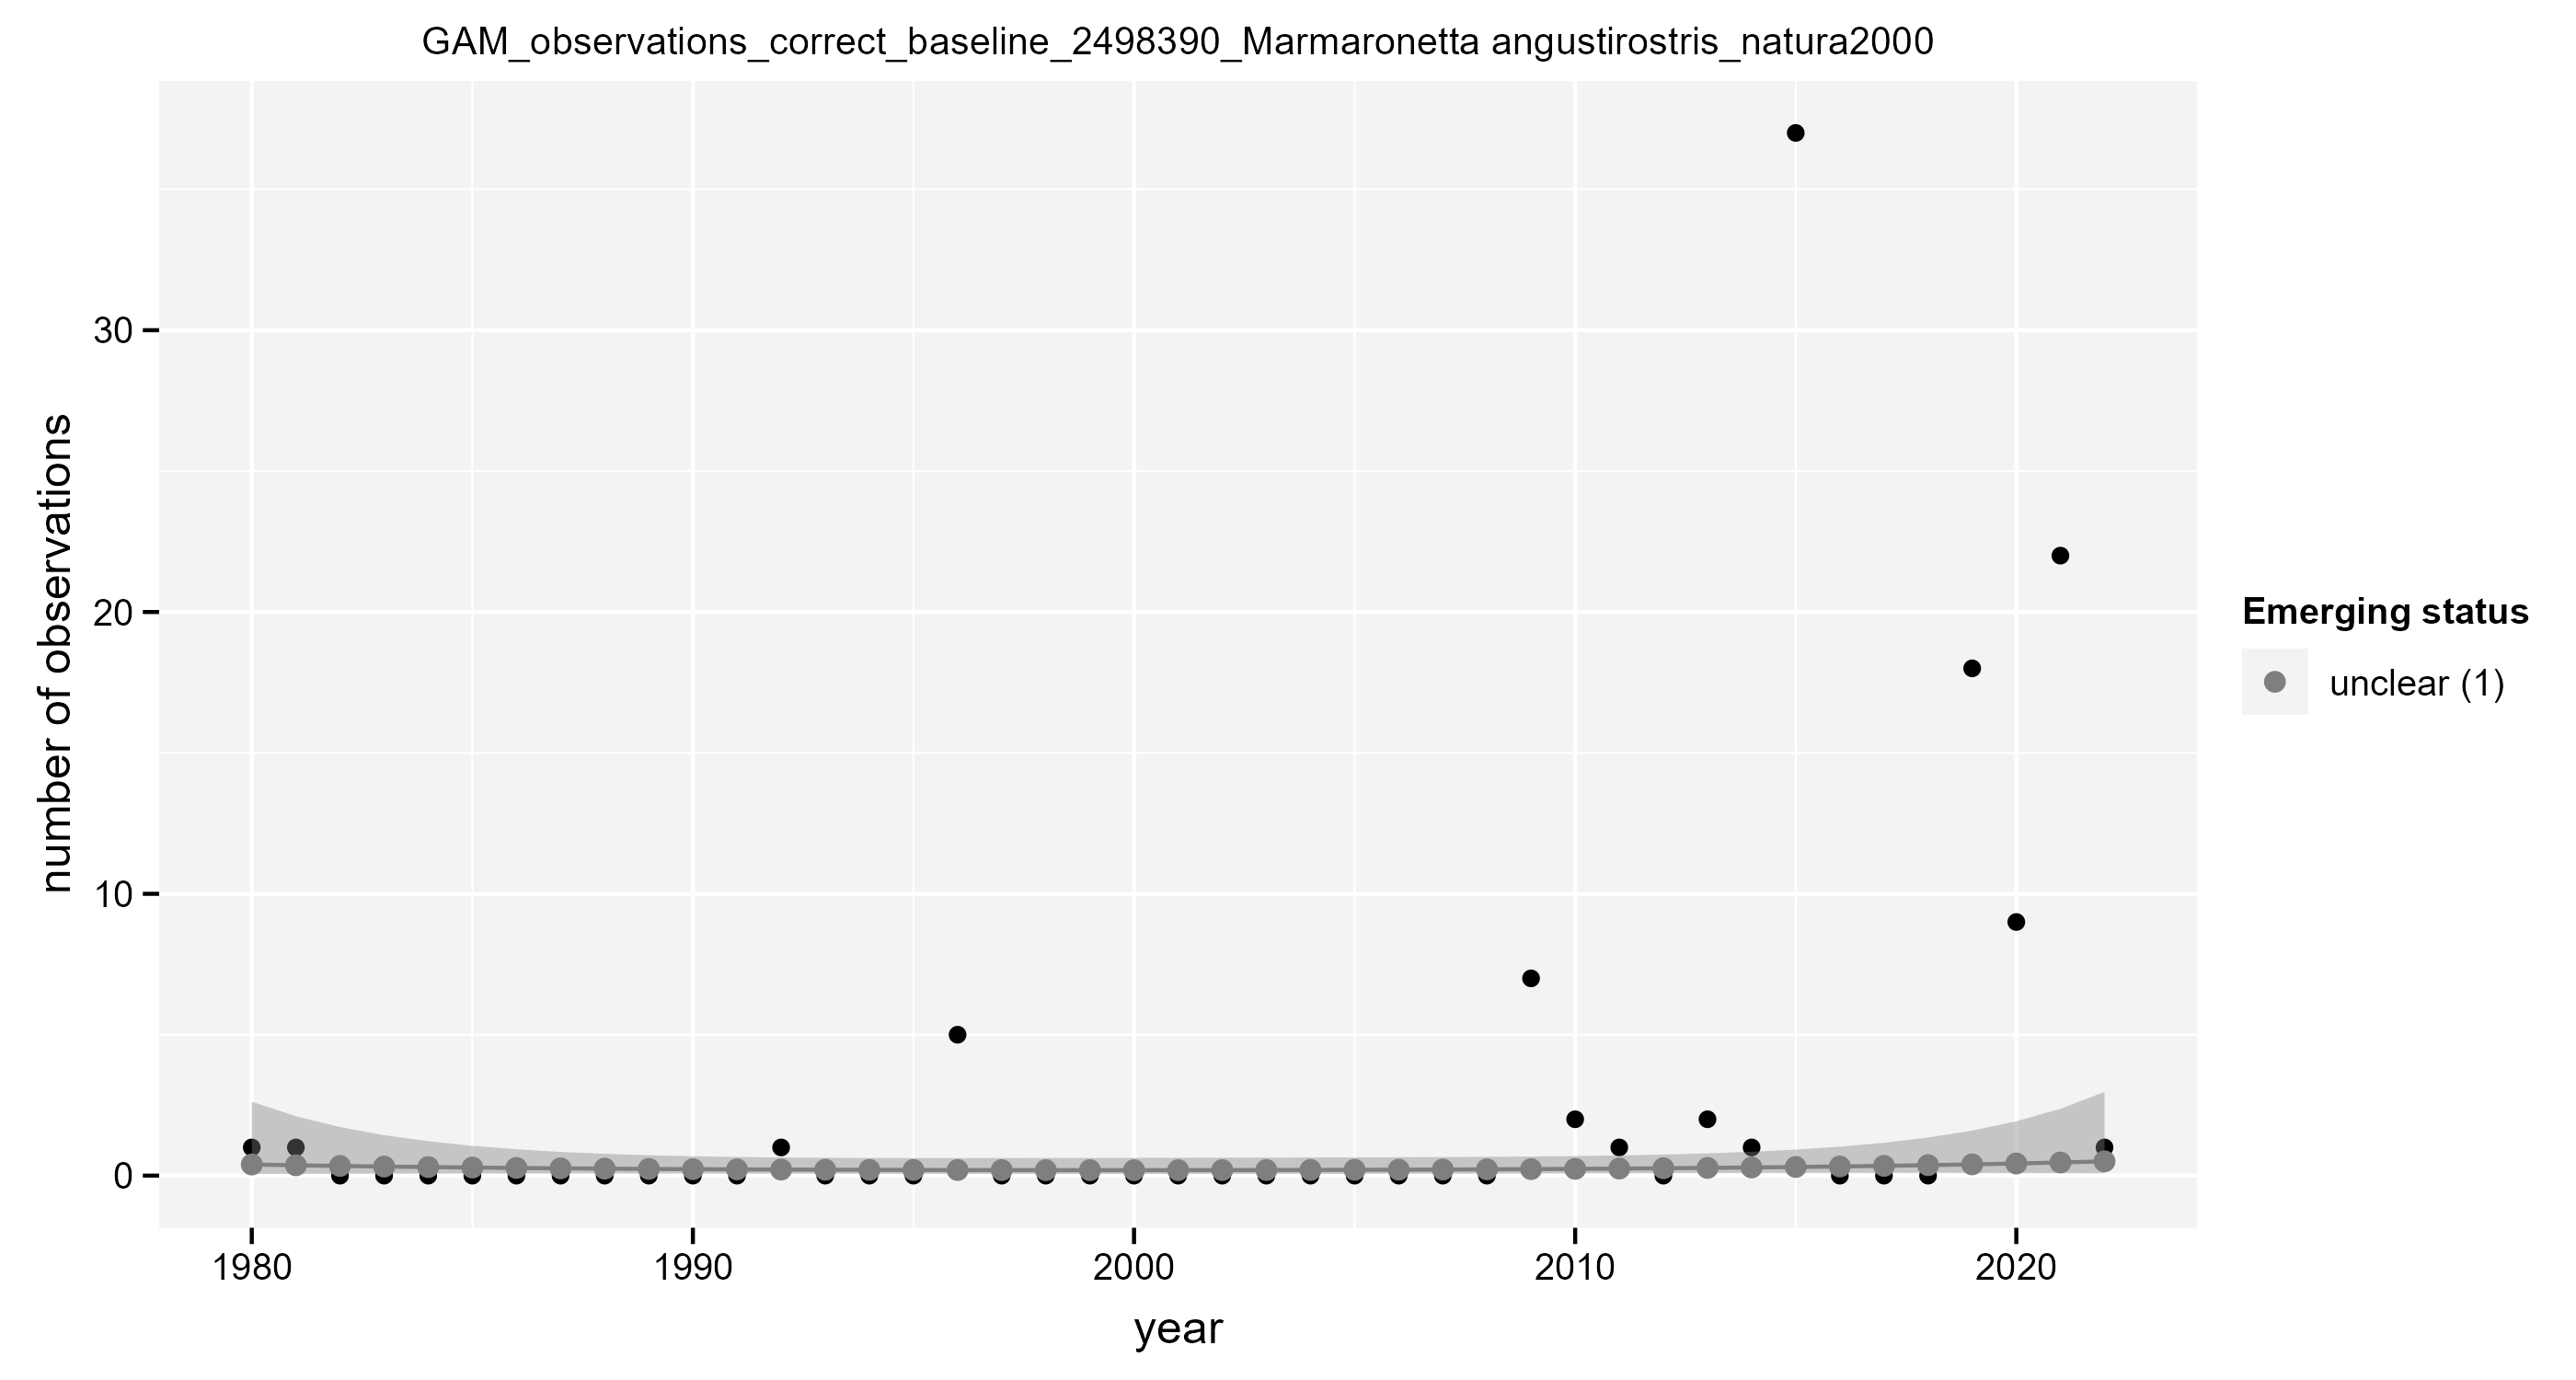 GAM_observations_correct_baseline_2498390_Marmaronetta angustirostris_natura2000
number of observations
30
20
10
0
1980 1990 2000 2010 2020
year
Emerging status
unclear (1)